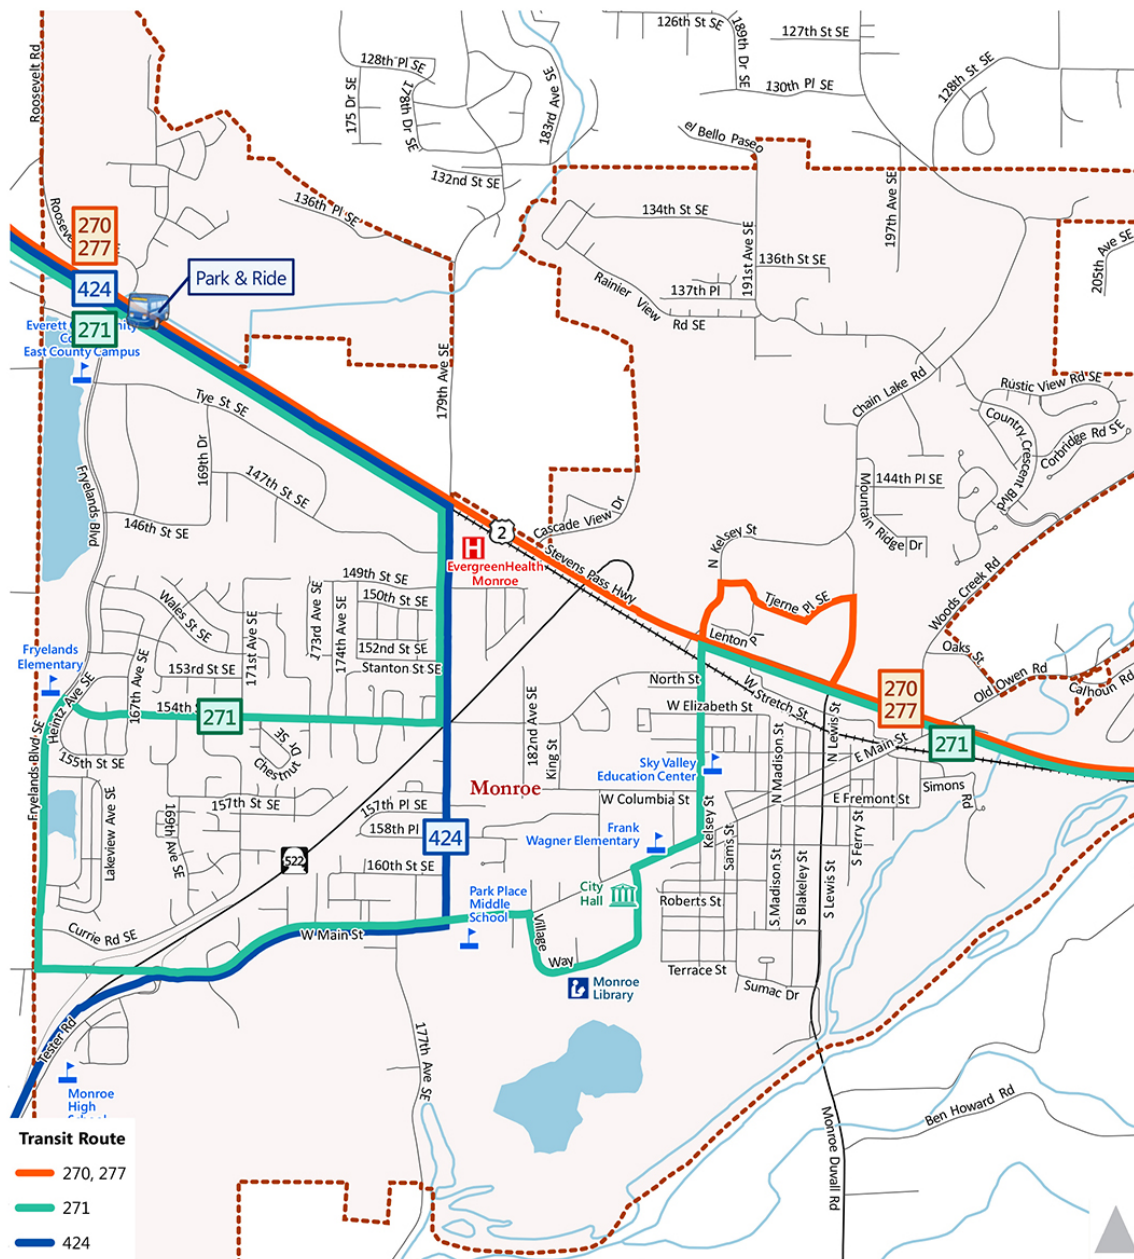 Roosevelt Rd
126th St SE
189th Dr SE
127th St SE
128th Pl SE
175 Dr SE
178th Dr SE
183rd Ave SE
130th Pl SE
128th St SE
el Bello Paseo
132nd St SE
136th Pl SE
134th St SE
191st Ave SE
197th Ave SE
136th St SE
205th Ave SE
270
277
424
271
Park & Ride
East County Campus
Rainier View
Rd SE
137th Pl
179th Ave SE
Tye St SE
169th Dr
147th St SE
146th St SE
Fryelands Blvd
Chain Lake Rd
Rustic View Rd SE
Country Crescent Blvd
Corbridge Rd SE
144th Pl SE
Mountain Ridge Dr
Cascade View Dr
2
Stevens Pass Hwy
H
EvergreenHealth
Monroe
N Kelsey St
Tjerne Pl SE
Lenton Pl
Woods Creek Rd
Oaks St
Old Owen Rd
Calhoun Rd
149th St SE
150th St SE
152nd St SE
Stanton St SE
173rd Ave SE
174th Ave SE
171st Ave SE
Wales St SE
153rd St SE
167th Ave SE
154th S
271
Fryelands
Elementary
Heintz Ave SE
Fryelands Blvd SE
155th St SE
Chestnut
Dr SE
North St
W Stretch St
W Elizabeth St
182nd Ave SE
King St
N Madison St
N Lewis St
E Main St
270
277
271
Sky Valley
Education Center
Monroe
W Columbia St
E Fremont St
Simons
Rd
Kelsey St
Sams St
157th St SE
157th Pl SE
158th Pl
424
160th St SE
169th Ave SE
Lakeview Ave SE
522
Frank
Wagner Elementary
City
Hall
Roberts St
S Madison St
S Blakeley St
S Lewis St
S Ferry St
Park Place
Middle
School
Currie Rd SE
W Main St
Village
Way
Terrace St
Sumac Dr
Monroe
Library
Tester Rd
177th Ave SE
Monroe
High
Ben Howard Rd
Monroe Duvall Rd
Transit Route
270, 277
271
424